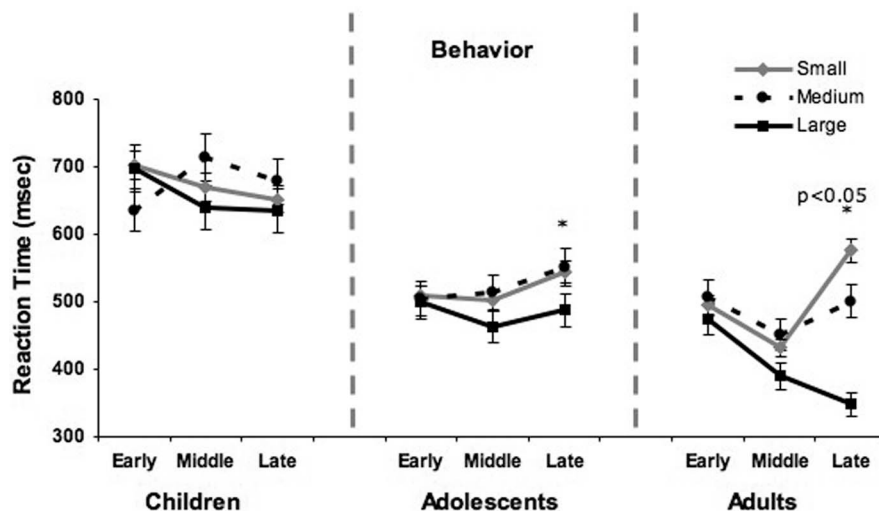 Behavior
Small
Medium
Large
Reaction Time (msec)
800
700
600
500
400
300
*
p<0.05
*
Early Middle Late
Early Middle Late
Early Middle Late
Children
Adolescents
Adults